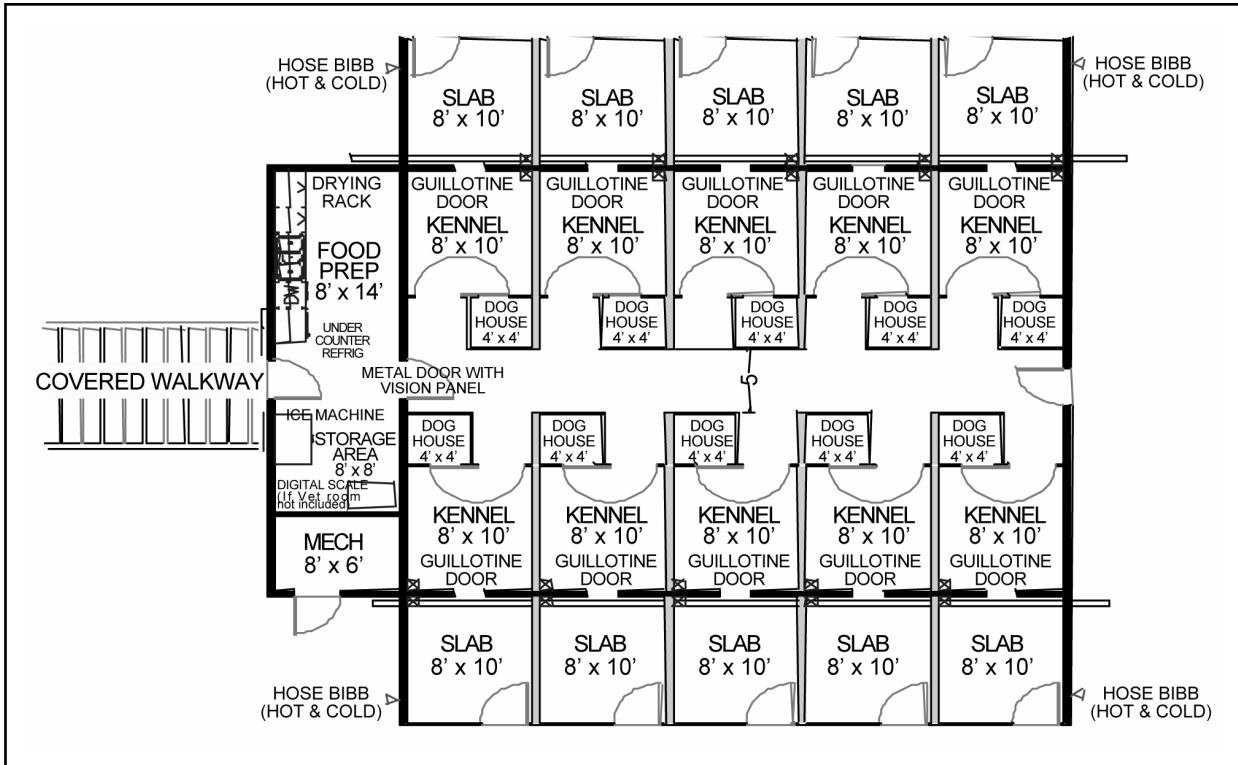 HOSE BIBB
(HOT & COLD)
HOSE BIBB
(HOT & COLD)
SLAB
8’ x 10’
SLAB
8’ x 10’
SLAB
8’ x 10’
SLAB
8’ x 10’
SLAB
8’ x 10’
DRYING
RACK
FOOD
PREP
8’ x 14’
DW
UNDER
COUNTER
REFRIG
GUILLOTINE
DOOR
KENNEL
8’ x 10’
GUILLOTINE
DOOR
KENNEL
8’ x 10’
GUILLOTINE
DOOR
KENNEL
8’ x 10’
GUILLOTINE
DOOR
KENNEL
8’ x 10’
GUILLOTINE
DOOR
KENNEL
8’ x 10’
DOG
HOUSE
4’ x 4’
DOG
HOUSE
4’ x 4’
DOG
HOUSE
4’ x 4’
DOG
HOUSE
4’ x 4’
DOG
HOUSE
4’ x 4’
COVERED WALKWAY
METAL DOOR WITH
VISION PANEL
5
ICE MACHINE
STORAGE
AREA
8’ x 8’
DIGITAL SCALE
(If Vet room
not included)
MECH
8’ x 6’
DOG
HOUSE
4’ x 4’
DOG
HOUSE
4’ x 4’
DOG
HOUSE
4’ x 4’
DOG
HOUSE
4’ x 4’
DOG
HOUSE
4’ x 4’
KENNEL
8’ x 10’
GUILLOTINE
DOOR
KENNEL
8’ x 10’
GUILLOTINE
DOOR
KENNEL
8’ x 10’
GUILLOTINE
DOOR
KENNEL
8’ x 10’
GUILLOTINE
DOOR
KENNEL
8’ x 10’
GUILLOTINE
DOOR
SLAB
8’ x 10’
SLAB
8’ x 10’
SLAB
8’ x 10’
SLAB
8’ x 10’
SLAB
8’ x 10’
HOSE BIBB
(HOT & COLD)
HOSE BIBB
(HOT & COLD)